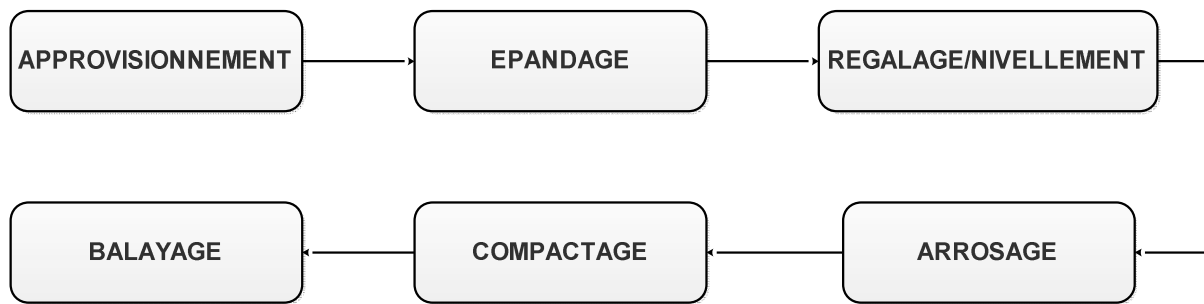 APPROVISIONNEMENT
EPANDAGE
REGALAGE/NIVELLEMENT
ARROSAGE
COMPACTAGE
BALAYAGE